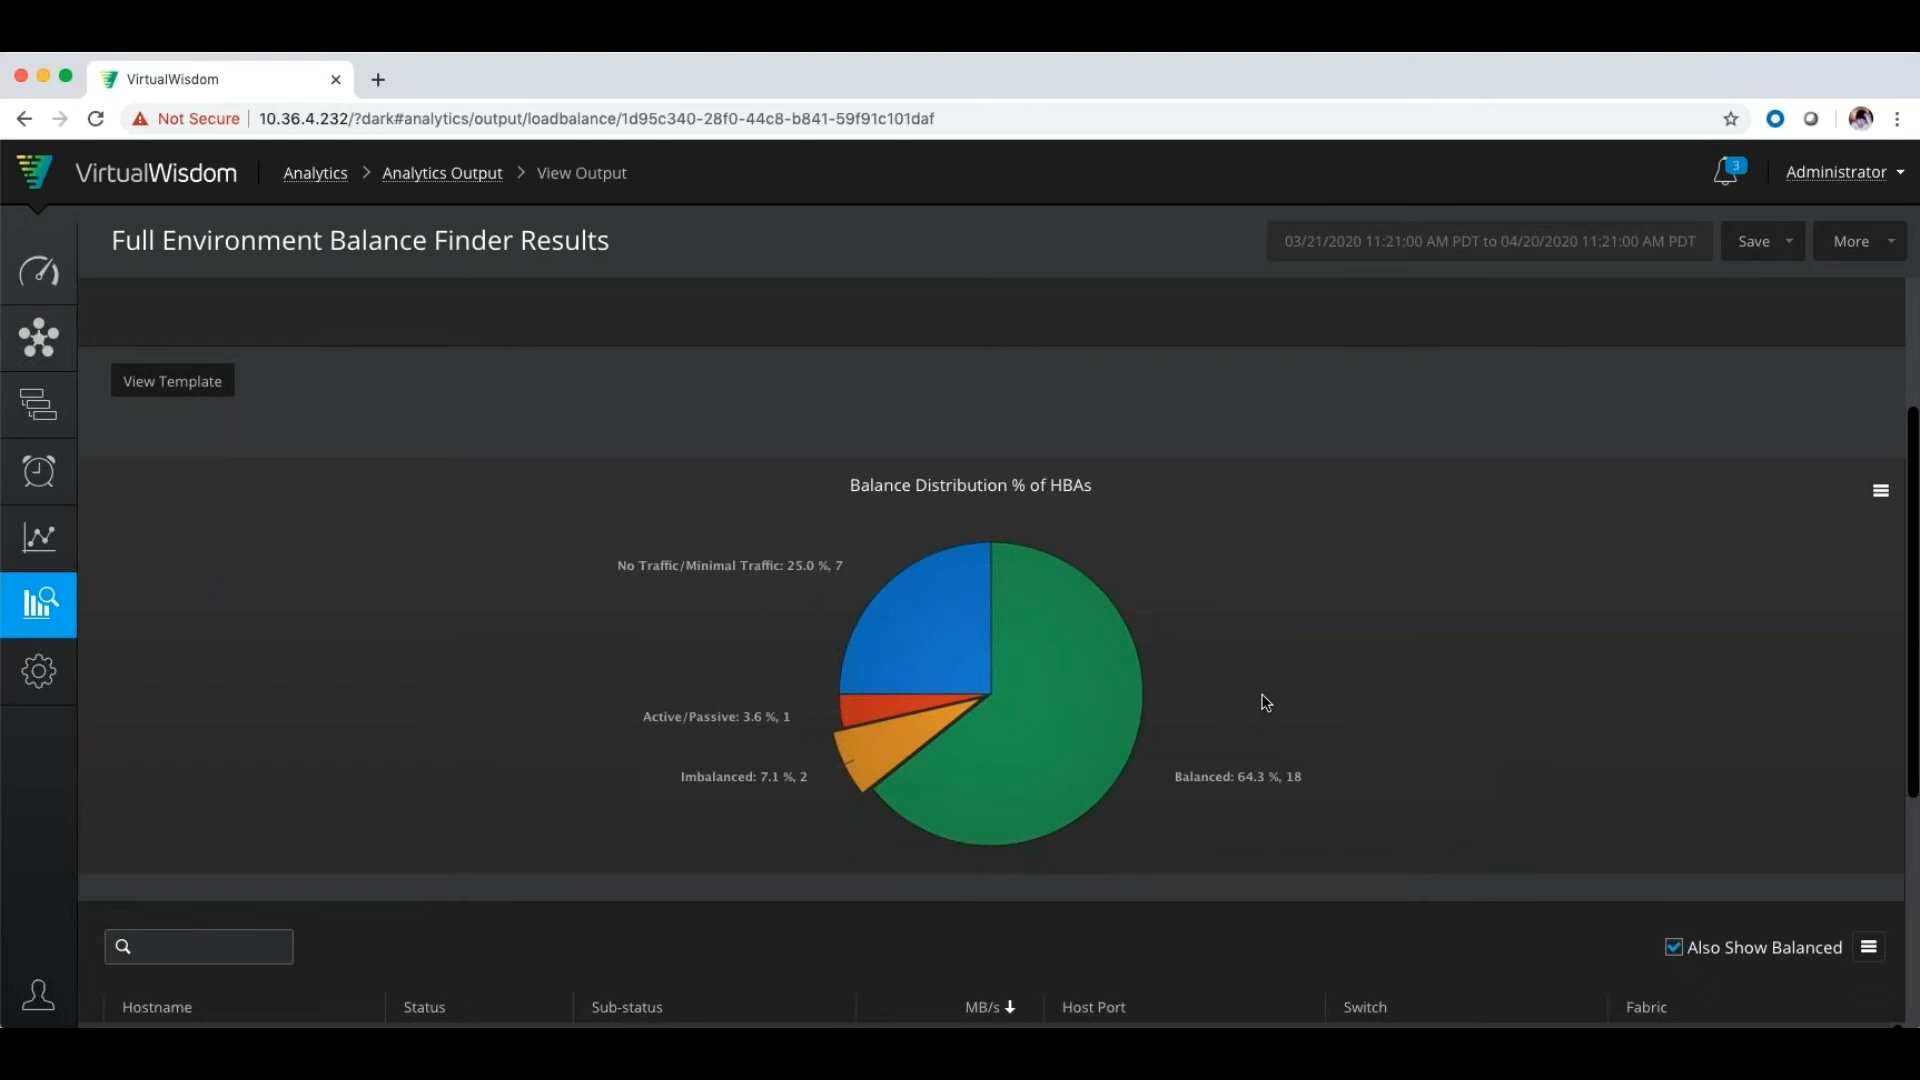 VirtualWisdom
Not Secure 10.36.4.232/?dark#analytics/output/loadbalance/1d95c340-28f0-44c8-b841-59f91c101daf
VirtualWisdom Analytics > Analytics Output > View Output 3 Administrator
Full Environment Balance Finder Results 03/21/2020 11:21:00 AM PDT to 04/20/2020 11:21:00 AM PDT Save More
View Template
Balance Distribution % of HBAs
No Traffic/Minimal Traffic: 25.0 %, 7
Active/Passive: 3.6 %, 1
Imbalanced: 7.1 %, 2 Balanced: 64.3 %, 18
Also Show Balanced
Hostname Status Sub-status MB/s Host Port Switch Fabric